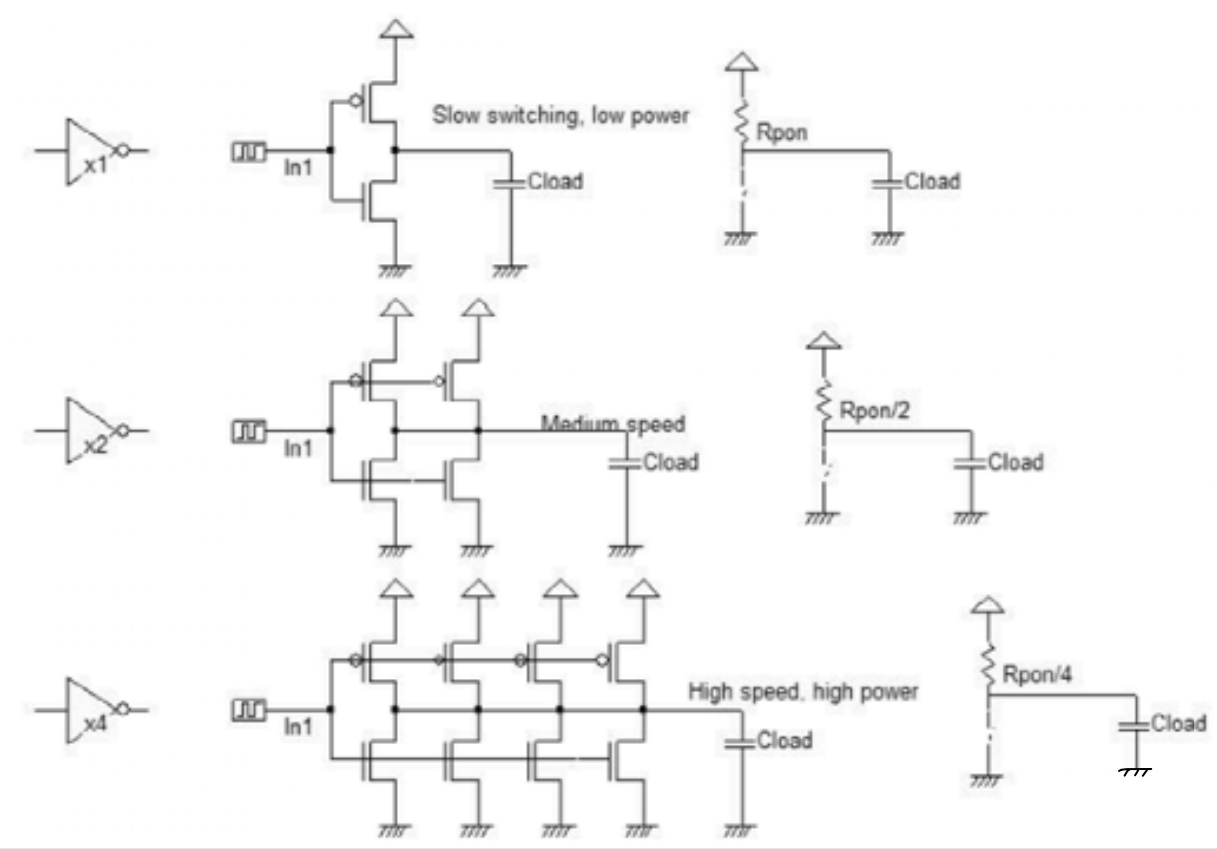 x1
In1
Slow switching, low power
Cload
Rpon
Cload
x2
In1
Medium speed
Cload
Rpon/2
Cload
x4
In1
High speed, high power
Cload
Rpon/4
Cload